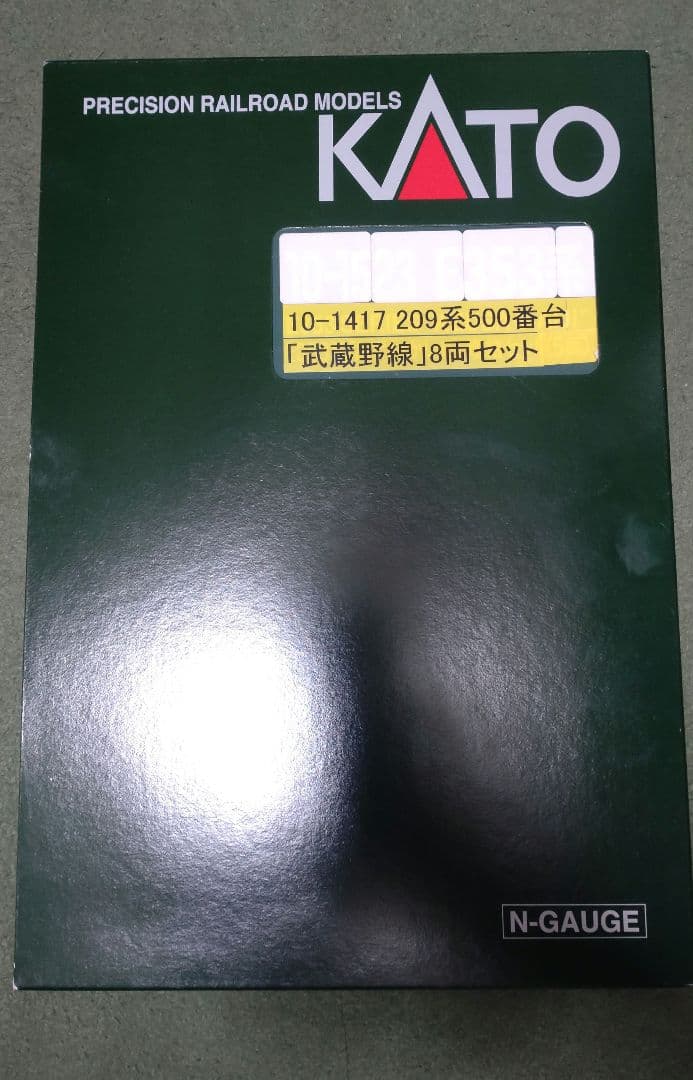 PRECISION RAILROAD MODELS
KATO
10-1417 209系500番台
「武蔵野線」8両セット
N-GAUGE